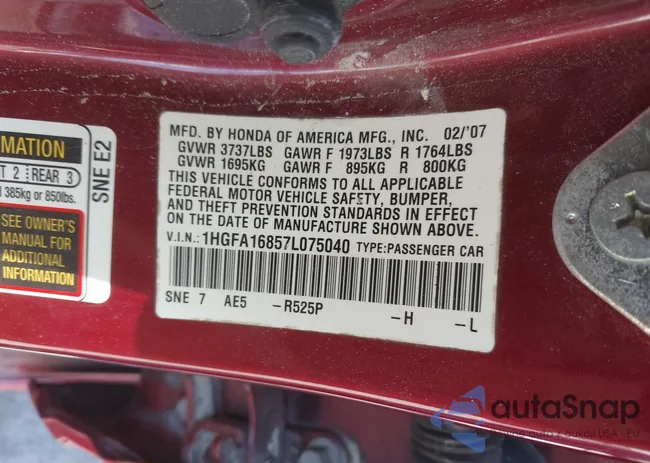 MFD. BY HONDA OF AMERICA MFG., INC. 02/'07
GVWR 3737LBS GAWR F 1973LBS R 1764LBS
GVWR 1695KG GAWR F 895KG R 800KG
THIS VEHICLE CONFORMS TO ALL APPLICABLE
FEDERAL MOTOR VEHICLE SAFETY, BUMPER,
AND THEFT PREVENTION STANDARDS IN EFFECT
ON THE DATE OF MANUFACTURE SHOWN ABOVE.
V.I.N.: 1HGFA16857L075040 TYPE: PASSENGER CAR
SNE 7 AE5 -R525P -H -L
MATION
2 REAR 3
385kg or 850lbs.
SEE OWNER'S
MANUAL FOR
ADDITIONAL
INFORMATION
SNE E2
autoSnap
aukcji USA - EU